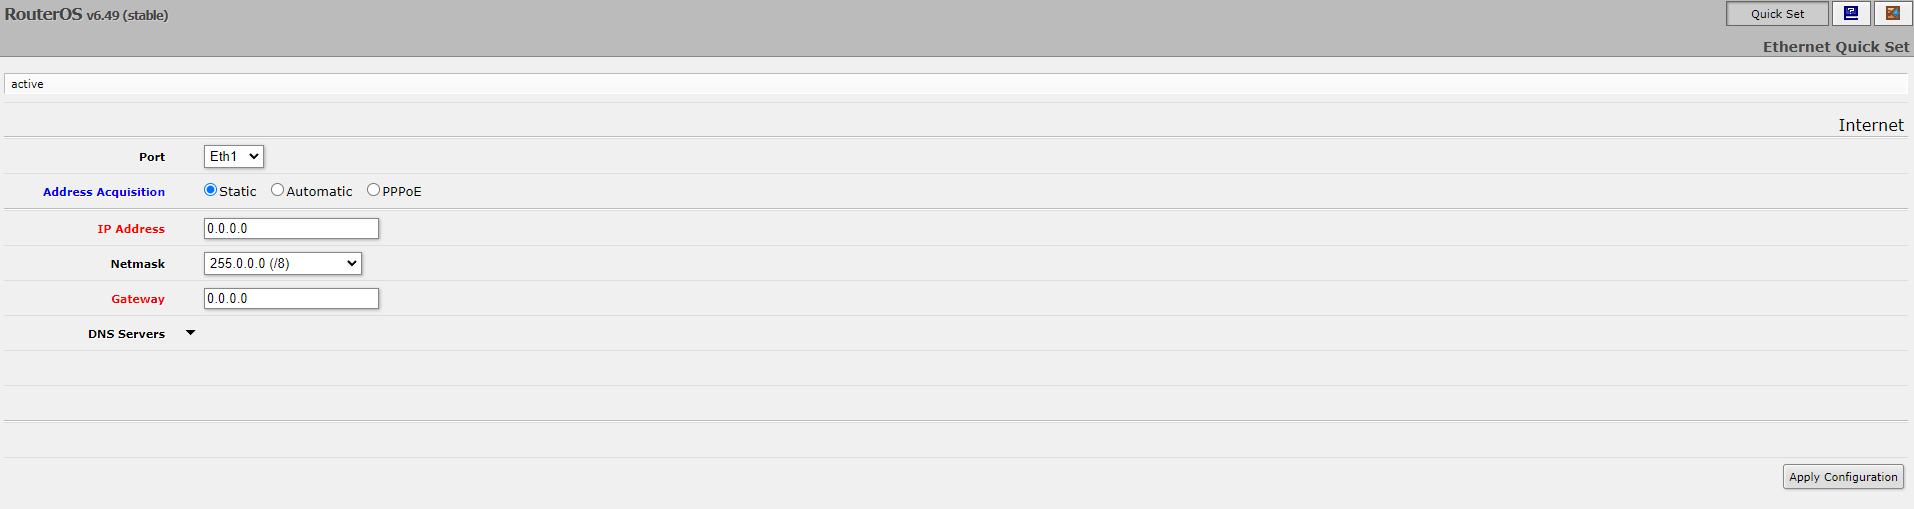 RouterOS v6.49 (stable)
Quick Set
Ethernet Quick Set
active
Internet
Port Eth1
Address Acquisition Static Automatic PPPoE
IP Address 0.0.0.0
Netmask 255.0.0.0 (/8)
Gateway 0.0.0.0
DNS Servers
Apply Configuration